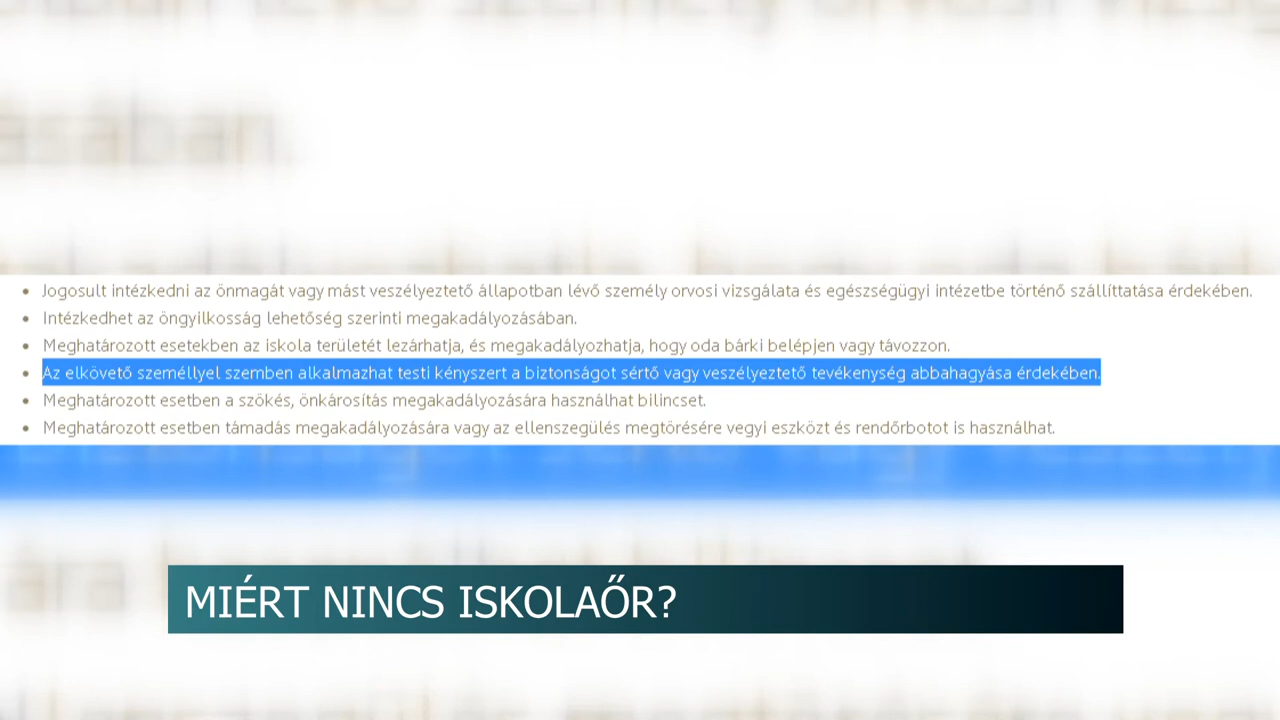 • Jogosult intézkedni az önmagát vagy mást veszélyeztető állapotban lévő személy orvosi vizsgálata és egészségügyi intézetbe történő szállíttatása érdekében.
• Intézkedhet az öngyilkosság lehetőség szerinti megakadályozásában.
• Meghatározott esetekben az iskola területét lezárhatja, és megakadályozhatja, hogy oda bárki belépjen vagy távozzon.
• Az elkövető személlyel szemben alkalmazhat testi kényszert a biztonságot sértő vagy veszélyeztető tevékenység abbahagyása érdekében.
• Meghatározott esetben a szökés, önkárosítás megakadályozására használhat bilincset.
• Meghatározott esetben támadás megakadályozására vagy az ellenszegülés megtörésére vegyi eszközt és rendőrbotot is használhat.
MIÉRT NINCS ISKOLAŐR?